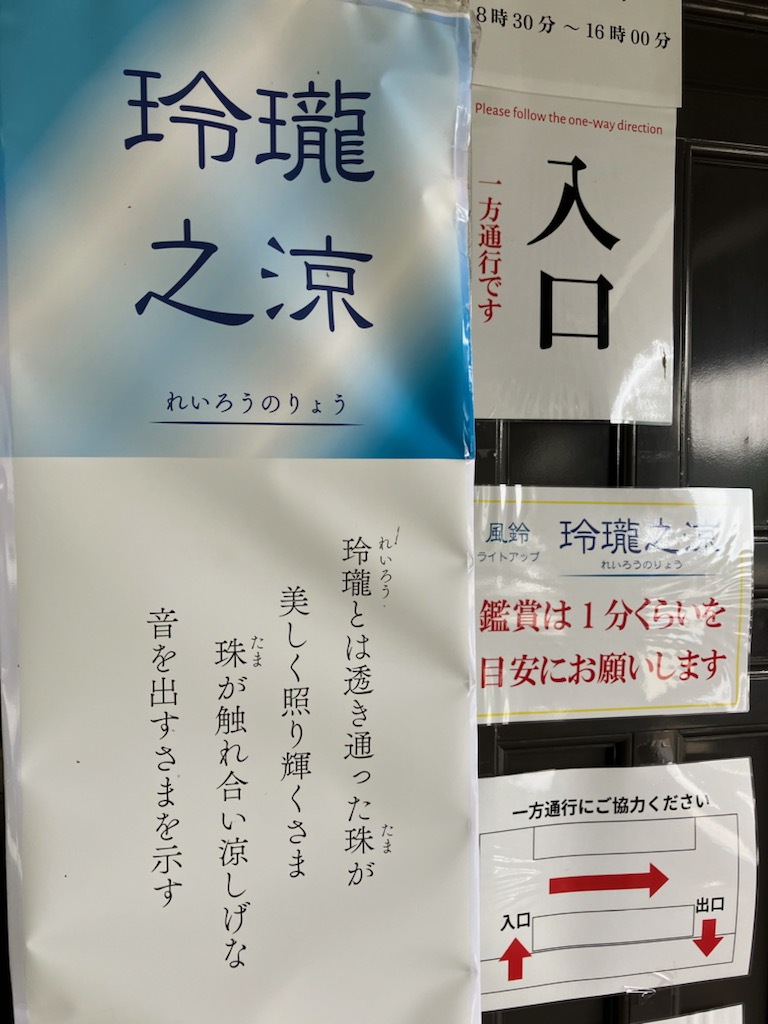 玲瓏
之涼
れいろうのりょう
れいろう
玲瓏とは透き通った珠が
たま
美しく照り輝くさま
たま
珠が触れ合い涼しげな
音を出すさまを示す
8時30分 ～16時00分
Please follow the one-way direction
入口
一方通行です
風鈴
ライトアップ
玲瓏之涼
れいろうのりょう
鑑賞は1分くらいを
目安にお願いします
一方通行にご協力ください
入口
出口